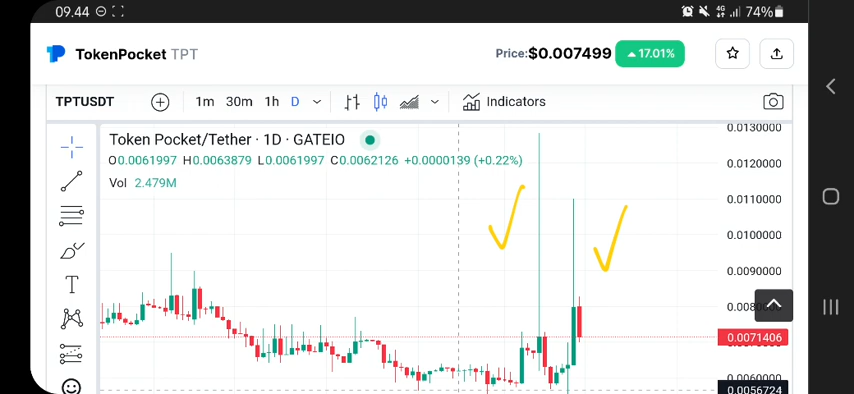 09.44 4G 74%
TokenPocket TPT Price:$0.007499 17.01%
TPTUSDT 1m 30m 1h D Indicators
Token Pocket/Tether · 1D · GATEIO
O0.0061997 H0.0063879 L0.0061997 C0.0062126 +0.0000139 (+0.22%)
Vol 2.479M
T
0.0130000
0.0120000
0.0110000
0.0100000
0.0090000
0.0071406
0.0060000
0.0056724